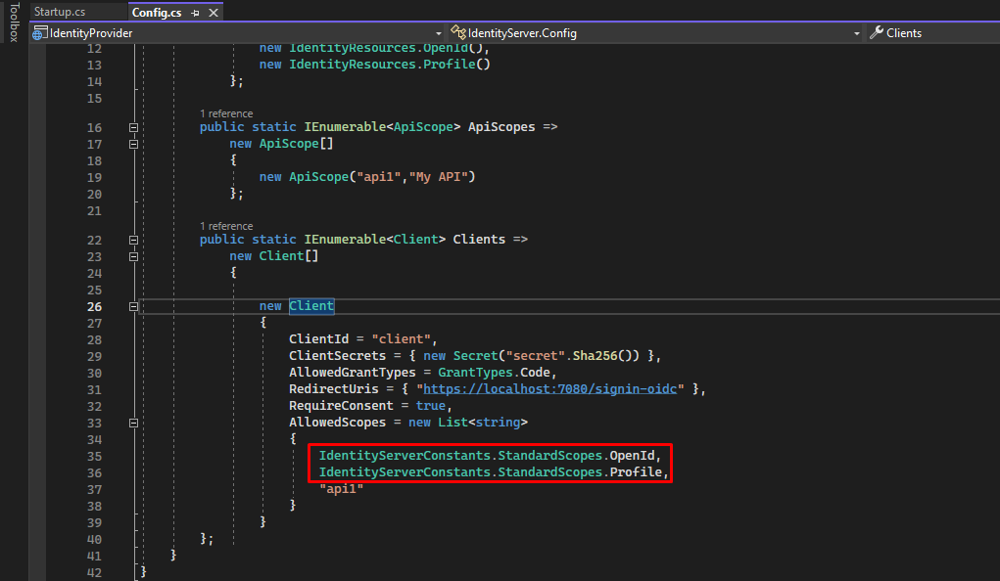 Toolbox
Startup.cs
Config.cs
IdentityProvider
IdentityServer.Config
Clients
12 new IdentityResources.OpenId(),
13 new IdentityResources.Profile()
14 };
15
1 reference
16 public static IEnumerable<ApiScope> ApiScopes =>
17 new ApiScope[]
18 {
19 new ApiScope("api1","My API")
20 };
21
1 reference
22 public static IEnumerable<Client> Clients =>
23 new Client[]
24 {
25
26 new Client
27 {
28 ClientId = "client",
29 ClientSecrets = { new Secret("secret".Sha256()) },
30 AllowedGrantTypes = GrantTypes.Code,
31 RedirectUris = { "https://localhost:7080/signin-oidc" },
32 RequireConsent = true,
33 AllowedScopes = new List<string>
34 {
35 IdentityServerConstants.StandardScopes.OpenId,
36 IdentityServerConstants.StandardScopes.Profile,
37 "api1"
38 }
39 }
40 };
41 }
42 }